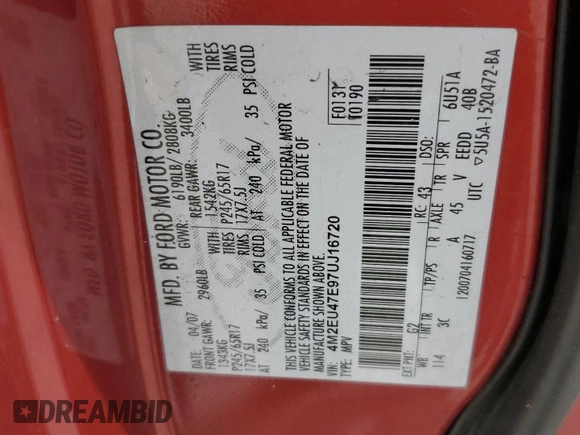 MFD. BY FORD MOTOR CO.
DATE: 04/07 GVWR: 6190LB/ 2808KG
FRONT GAWR: 2960LB REAR GAWR: 3400LB
1343KG WITH 1542KG WITH
P245/65R17 TIRES P245/65R17 TIRES
17X7.5J RIMS 17X7.5J RIMS
AT 240 kPa/ 35 PSI COLD AT 240 kPa/ 35 PSI COLD
THIS VEHICLE CONFORMS TO ALL APPLICABLE FEDERAL MOTOR
VEHICLE SAFETY STANDARDS IN EFFECT ON THE DATE OF
MANUFACTURE SHOWN ABOVE.
VIN: 4M2EU47E97UJ16720
TYPE: MPV
F0131
F0190
EXT PNT: G2 RC: 43 DSO:
WB INT TR TP/PS R AXLE TR SPR 6U51A
114 3C A 45 V EEDD 40B
1200704160717 UTC ▽5U5A-1520472-BA
DREAMBID